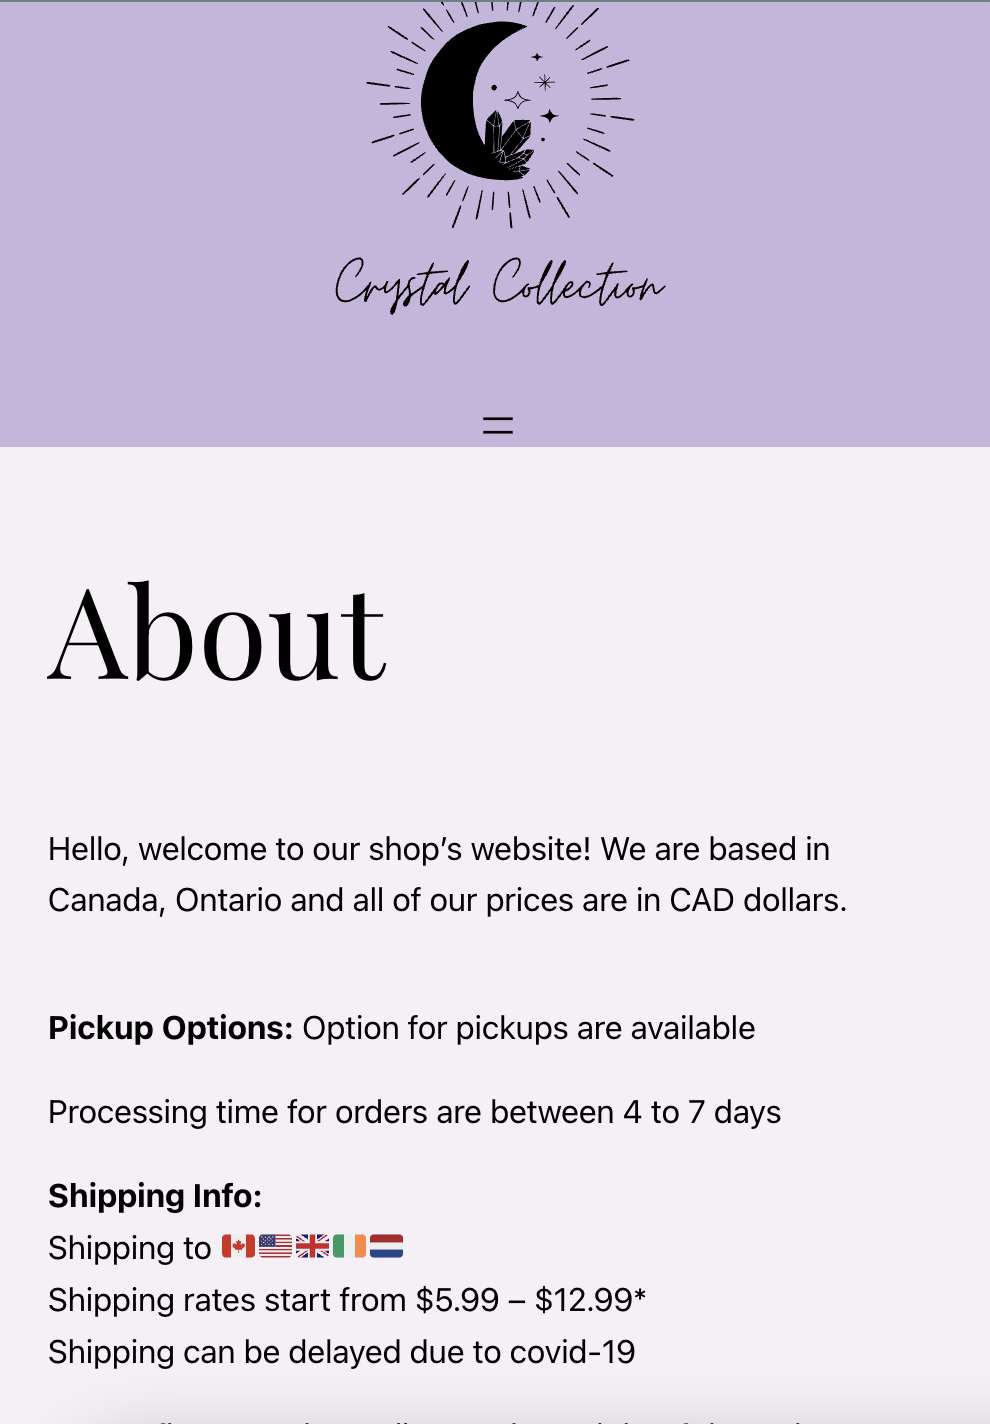 Crystal Collection
About
Hello, welcome to our shop’s website! We are based in
Canada, Ontario and all of our prices are in CAD dollars.
Pickup Options: Option for pickups are available
Processing time for orders are between 4 to 7 days
Shipping Info:
Shipping to 🇨🇦🇺🇸🇬🇧🇮🇪🇳🇱
Shipping rates start from $5.99 – $12.99*
Shipping can be delayed due to covid-19